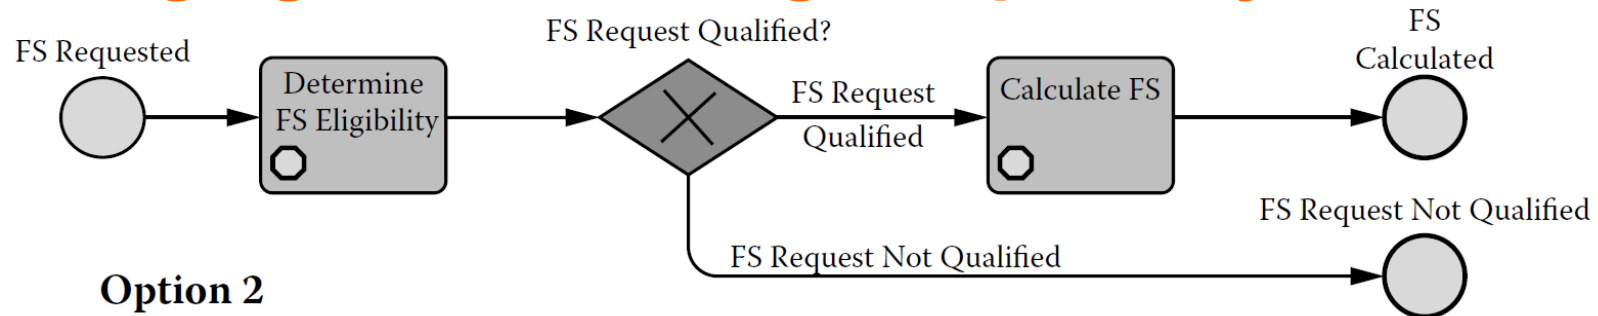 FS Requested
Determine
FS Eligibility
FS Request Qualified?
FS Request
Qualified
Calculate FS
FS
Calculated
FS Request Not Qualified
FS Request Not Qualified
Option 2